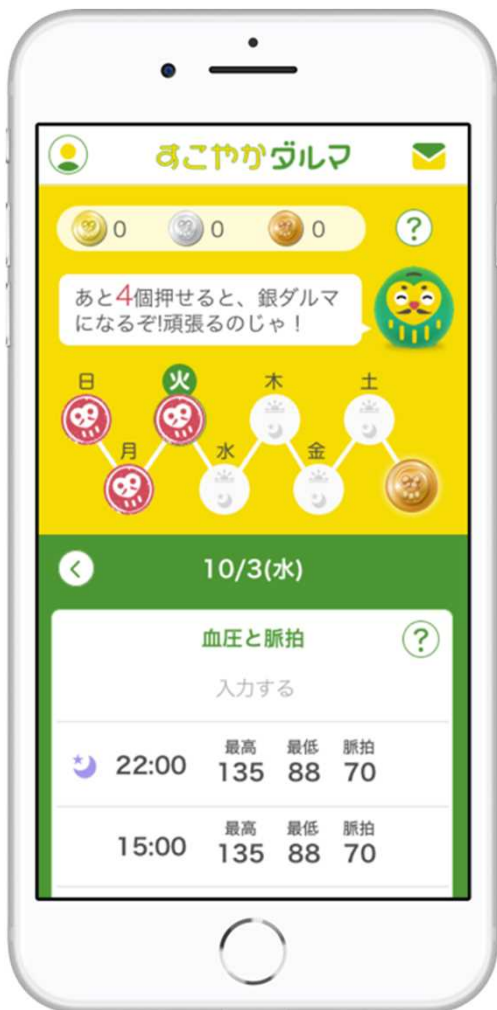 すこやかダルマ
0 0 0 ?
あと4個押せると、銀ダルマ
になるぞ!頑張るのじゃ！
日 火 木 土
月 水 金
10/3(水)
血圧と脈拍 ?
入力する
最高 最低 脈拍
22:00 135 88 70
最高 最低 脈拍
15:00 135 88 70